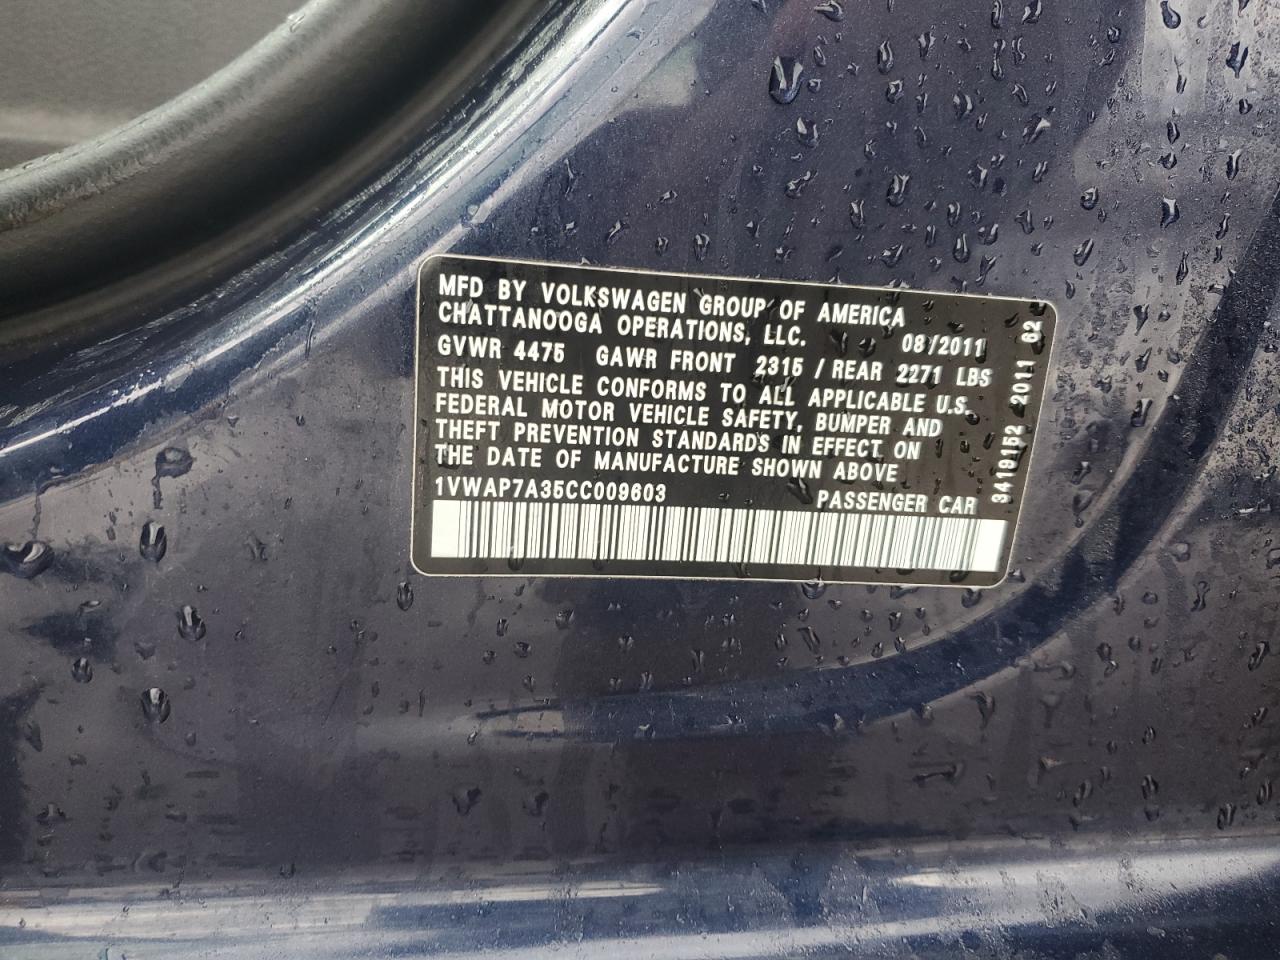 MFD BY VOLKSWAGEN GROUP OF AMERICA
CHATTANOOGA OPERATIONS, LLC. 08/2011
GVWR 4475 GAWR FRONT 2315 / REAR 2271 LBS
THIS VEHICLE CONFORMS TO ALL APPLICABLE U.S.
FEDERAL MOTOR VEHICLE SAFETY, BUMPER AND
THEFT PREVENTION STANDARDS IN EFFECT ON
THE DATE OF MANUFACTURE SHOWN ABOVE
1VWAP7A35CC009603 PASSENGER CAR
3419152 2011 62